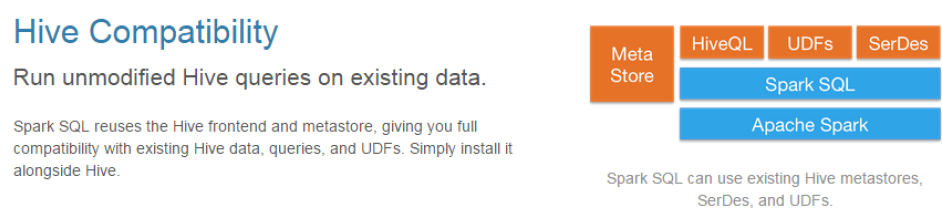 Hive Compatibility
Run unmodified Hive queries on existing data.
Spark SQL reuses the Hive frontend and metastore, giving you full
compatibility with existing Hive data, queries, and UDFs. Simply install it
alongside Hive.
Meta
Store
HiveQL
UDFs
SerDes
Spark SQL
Apache Spark
Spark SQL can use existing Hive metastores,
SerDes, and UDFs.